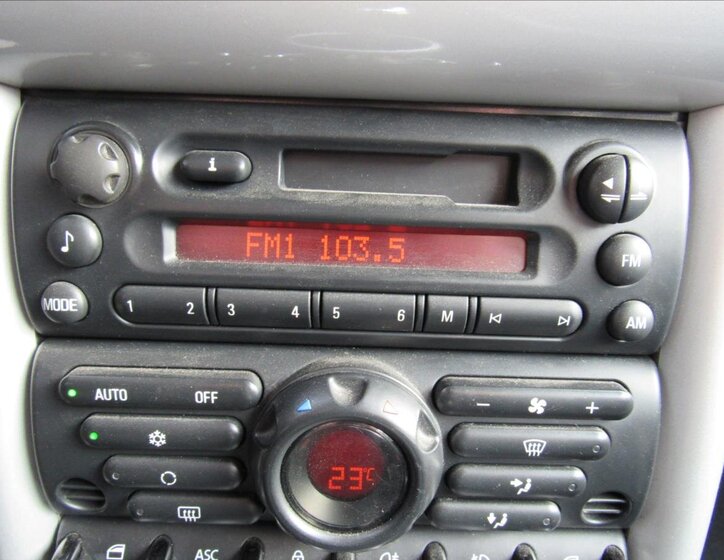 i
FM1 103.5
FM
MODE
1 2 3 4 5 6 M
AM
AUTO OFF
- +
23°C
ASC